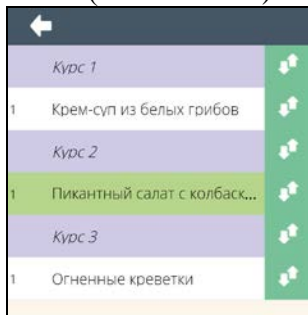 Курс 1
1 Крем-суп из белых грибов
Курс 2
1 Пикантный салат с колбаск...
Курс 3
1 Огненные креветки